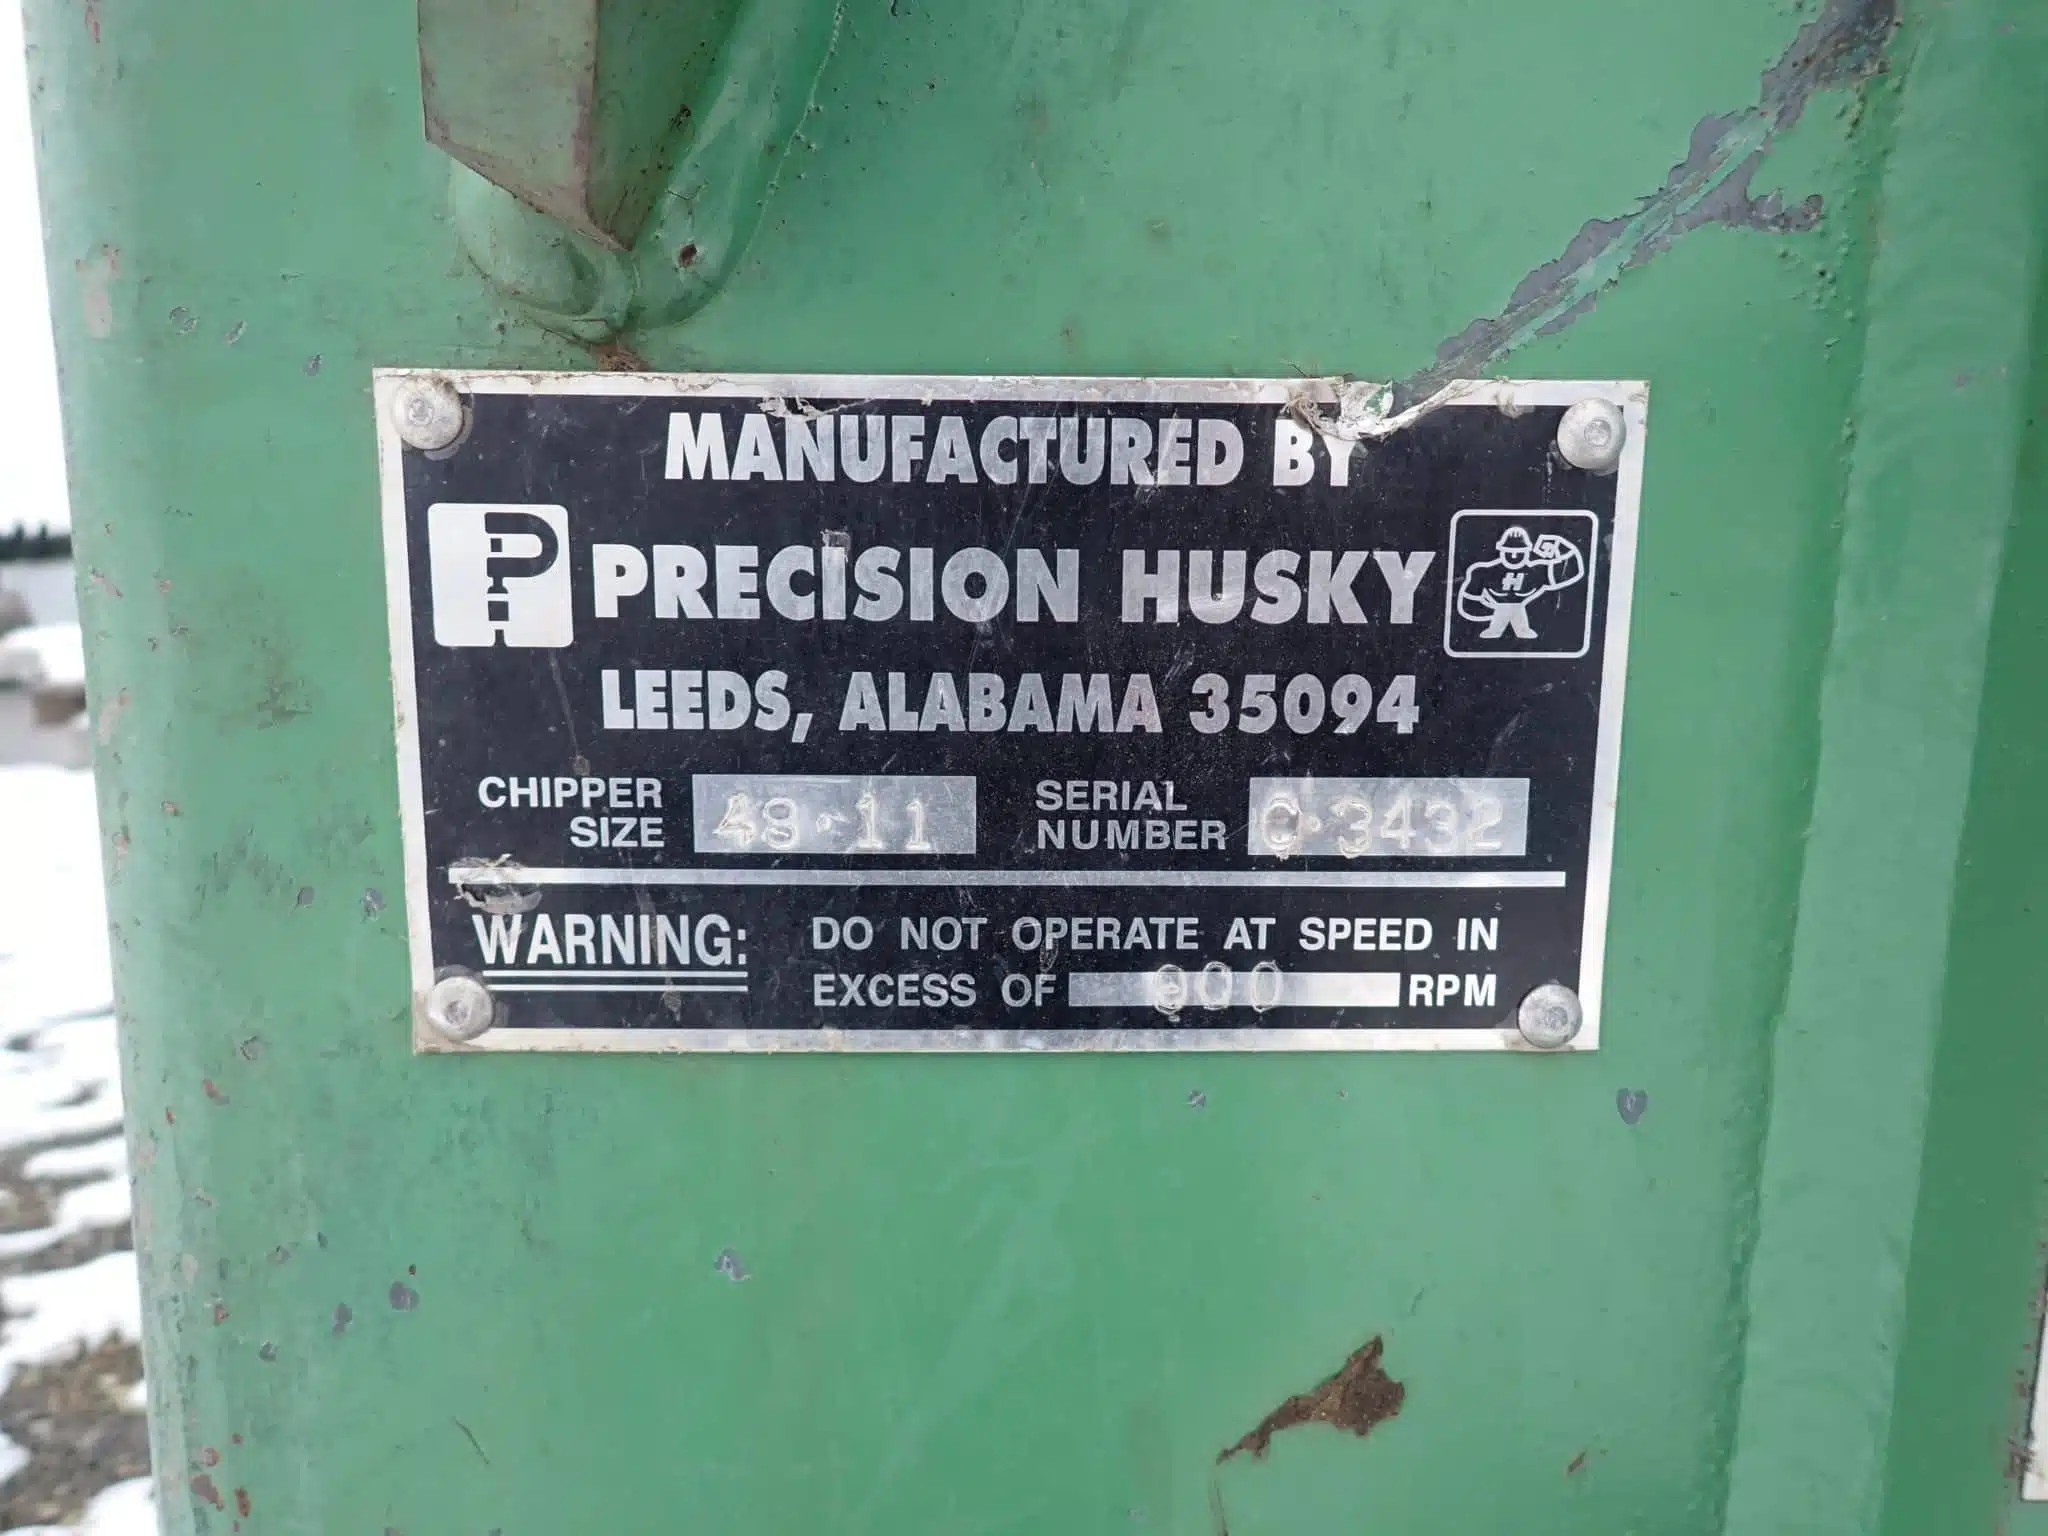 MANUFACTURED BY
PRECISION HUSKY
LEEDS, ALABAMA 35094
CHIPPER SIZE 48-11 SERIAL NUMBER C-3432
WARNING: DO NOT OPERATE AT SPEED IN
EXCESS OF 900 RPM